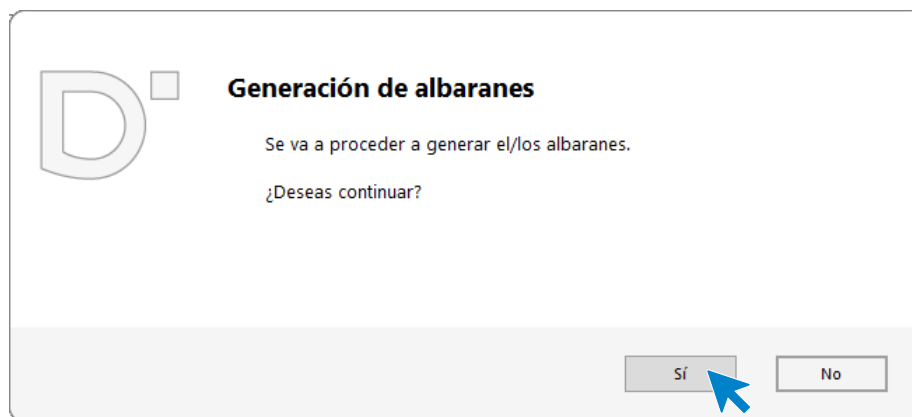 Generación de albaranes
Se va a proceder a generar el/los albaranes.
¿Deseas continuar?
Sí
No